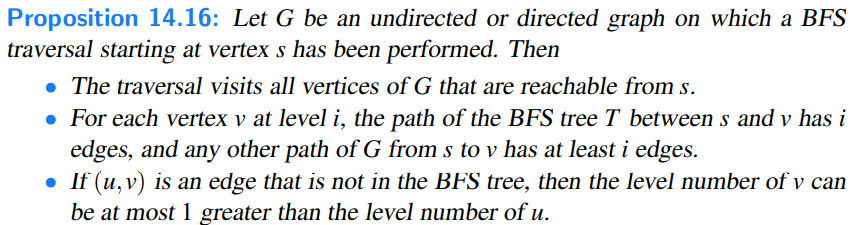 Proposition 14.16: Let G be an undirected or directed graph on which a BFS
traversal starting at vertex s has been performed. Then
• The traversal visits all vertices of G that are reachable from s.
• For each vertex v at level i, the path of the BFS tree T between s and v has i
edges, and any other path of G from s to v has at least i edges.
• If (u,v) is an edge that is not in the BFS tree, then the level number of v can
be at most 1 greater than the level number of u.